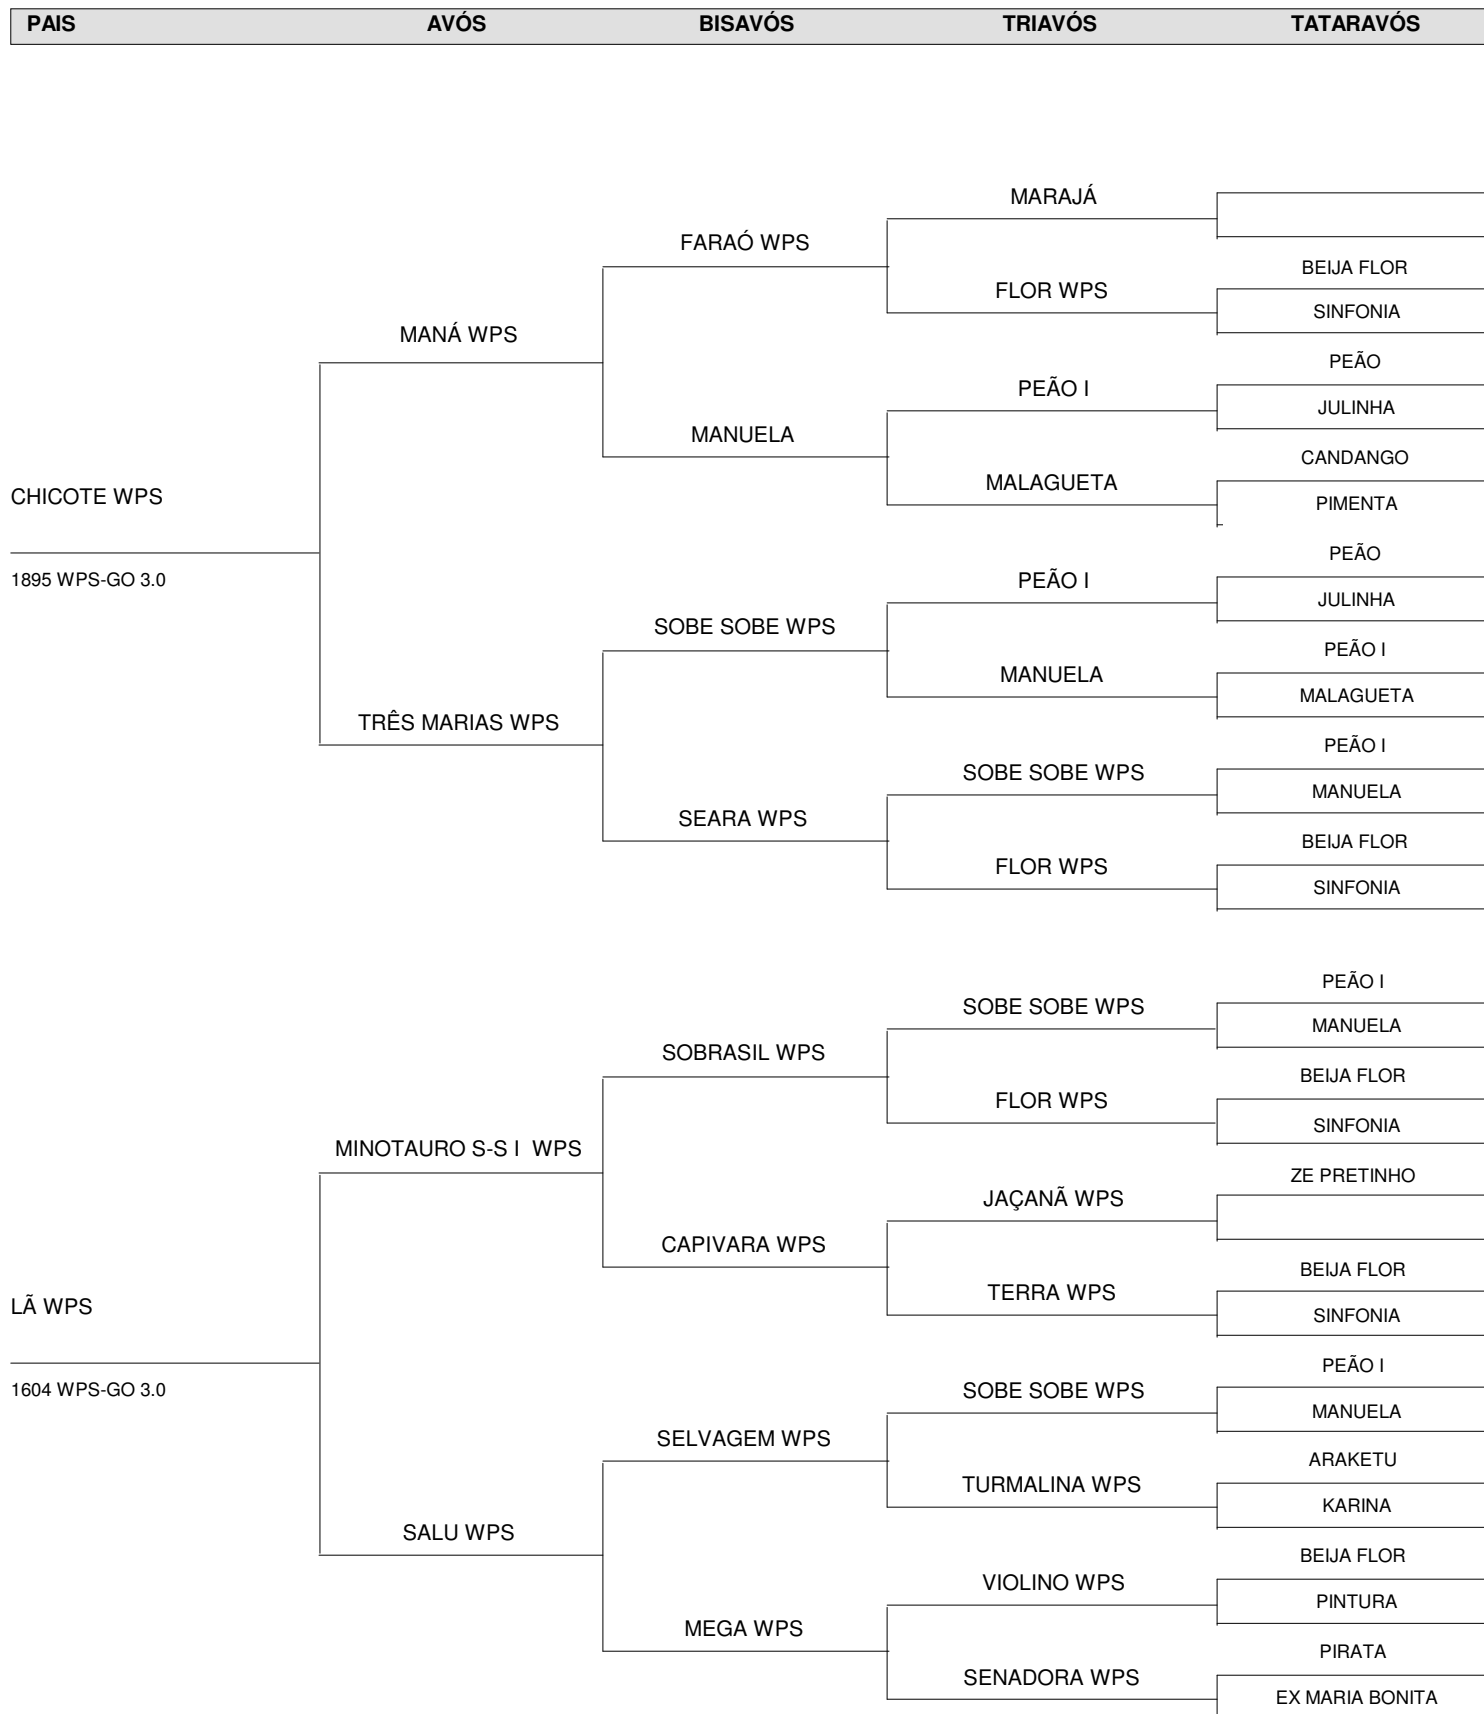 PAIS AVÓS BISAVÓS TRIAVÓS TATARAVÓS
MARAJÁ
FARAÓ WPS
BEIJA FLOR
FLOR WPS
SINFONIA
MANÁ WPS
PEÃO
PEÃO I
JULINHA
MANUELA
CANDANGO
MALAGUETA
CHICOTE WPS
PIMENTA
PEÃO
1895 WPS-GO 3.0
PEÃO I
JULINHA
SOBE SOBE WPS
PEÃO I
MANUELA
MALAGUETA
TRÊS MARIAS WPS
PEÃO I
SOBE SOBE WPS
MANUELA
SEARA WPS
BEIJA FLOR
FLOR WPS
SINFONIA
PEÃO I
SOBE SOBE WPS
MANUELA
SOBRASIL WPS
BEIJA FLOR
FLOR WPS
SINFONIA
MINOTAURO S-S I WPS
ZE PRETINHO
JAÇANÃ WPS
CAPIVARA WPS
BEIJA FLOR
TERRA WPS
LÃ WPS
SINFONIA
PEÃO I
1604 WPS-GO 3.0
SOBE SOBE WPS
MANUELA
SELVAGEM WPS
ARAKETU
TURMALINA WPS
KARINA
SALU WPS
BEIJA FLOR
VIOLINO WPS
PINTURA
MEGA WPS
PIRATA
SENADORA WPS
EX MARIA BONITA